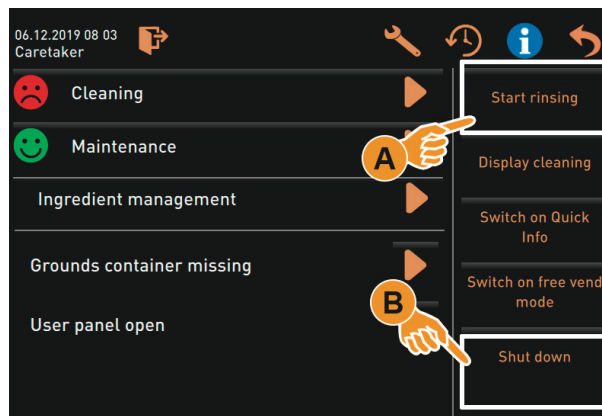 06.12.2019 08 03
Caretaker
Cleaning
Maintenance
Ingredient management
Grounds container missing
User panel open
Start rinsing
Display cleaning
Switch on Quick
Info
Switch on free vend
mode
Shut down
A
B